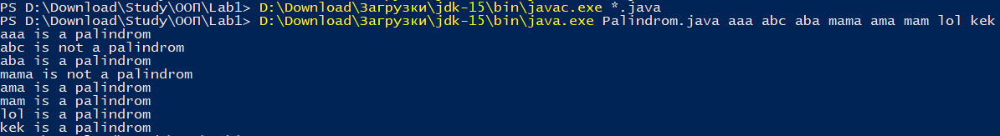 PS D:\Download\Study\ООП\Lab1> D:\Download\Загрузки\jdk-15\bin\javac.exe *.java
PS D:\Download\Study\ООП\Lab1> D:\Download\Загрузки\jdk-15\bin\java.exe Palindrom.java aaa abc aba mama ama mam lol kek
aaa is a palindrom
abc is not a palindrom
aba is a palindrom
mama is not a palindrom
ama is a palindrom
mam is a palindrom
lol is a palindrom
kek is a palindrom